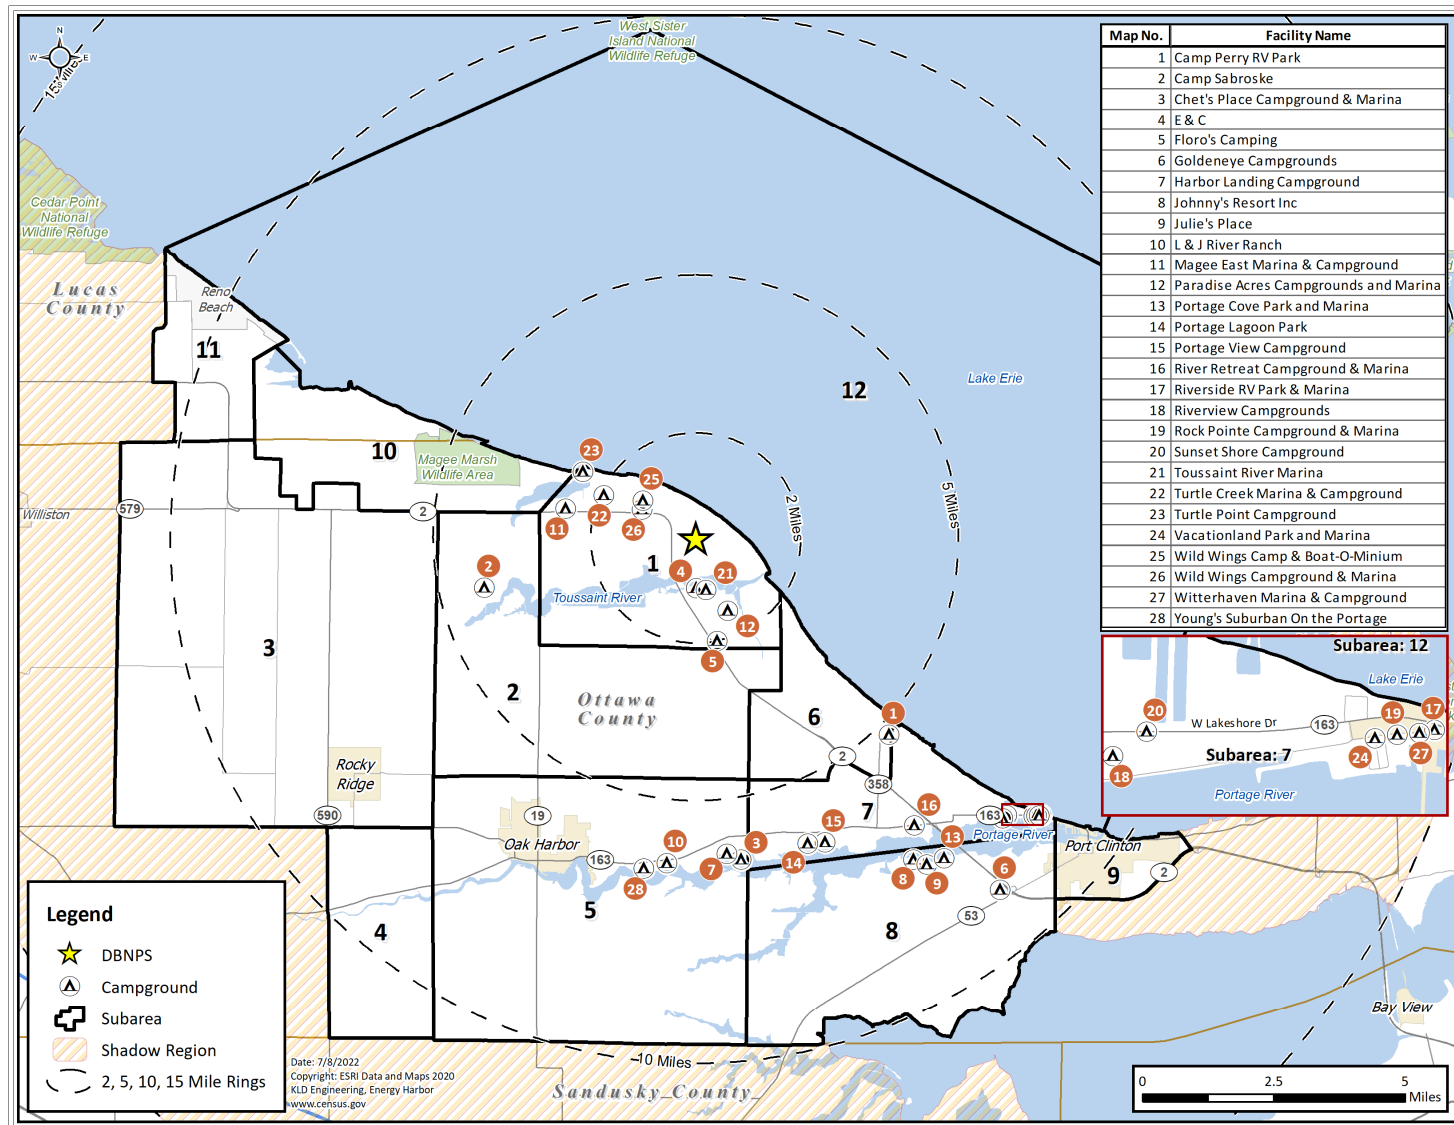 West Sister
Island National
Wildlife Refuge
N
W E
S
15 Miles
Cedar Point
National
Wildlife Refuge
Lucas
County
Reno
Beach
11
12
Lake Erie
10
Magee Marsh
Wildlife Area
23
25
5 Miles
2 Miles
Williston
579
2
11
22
26
2
1
4
21
Toussaint River
12
5
3
2
Ottawa
County
6
1
2
358
Rocky
Ridge
590
19
Oak Harbor
163
7
16
163
15
13
Portage River
10
3
7
14
28
8
9
6
Port Clinton
9
2
5
4
8
53
Bay View
10 Miles
Sandusky County
Map No. Facility Name
1 Camp Perry RV Park
2 Camp Sabroske
3 Chet's Place Campground & Marina
4 E & C
5 Floro's Camping
6 Goldeneye Campgrounds
7 Harbor Landing Campground
8 Johnny's Resort Inc
9 Julie's Place
10 L & J River Ranch
11 Magee East Marina & Campground
12 Paradise Acres Campgrounds and Marina
13 Portage Cove Park and Marina
14 Portage Lagoon Park
15 Portage View Campground
16 River Retreat Campground & Marina
17 Riverside RV Park & Marina
18 Riverview Campgrounds
19 Rock Pointe Campground & Marina
20 Sunset Shore Campground
21 Toussaint River Marina
22 Turtle Creek Marina & Campground
23 Turtle Point Campground
24 Vacationland Park and Marina
25 Wild Wings Camp & Boat-O-Minium
26 Wild Wings Campground & Marina
27 Witterhaven Marina & Campground
28 Young's Suburban On the Portage
Subarea: 12
Lake Erie
20
19
17
W Lakeshore Dr
163
Subarea: 7
24
27
18
Portage River
Legend
DBNPS
Campground
Subarea
Shadow Region
2, 5, 10, 15 Mile Rings
Date: 7/8/2022
Copyright: ESRI Data and Maps 2020
KLD Engineering, Energy Harbor
www.census.gov
0 2.5 5
Miles